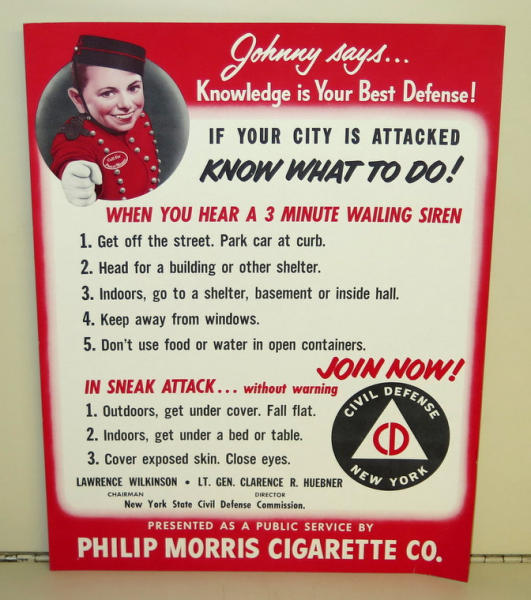 Johnny says...
Knowledge is Your Best Defense!
IF YOUR CITY IS ATTACKED
KNOW WHAT TO DO!
WHEN YOU HEAR A 3 MINUTE WAILING SIREN
1. Get off the street. Park car at curb.
2. Head for a building or other shelter.
3. Indoors, go to a shelter, basement or inside hall.
4. Keep away from windows.
5. Don't use food or water in open containers.
JOIN NOW!
IN SNEAK ATTACK... without warning
1. Outdoors, get under cover. Fall flat.
2. Indoors, get under a bed or table.
3. Cover exposed skin. Close eyes.
CIVIL DEFENSE
CD
NEW YORK
LAWRENCE WILKINSON • LT. GEN. CLARENCE R. HUEBNER
CHAIRMAN DIRECTOR
New York State Civil Defense Commission.
PRESENTED AS A PUBLIC SERVICE BY
PHILIP MORRIS CIGARETTE CO.